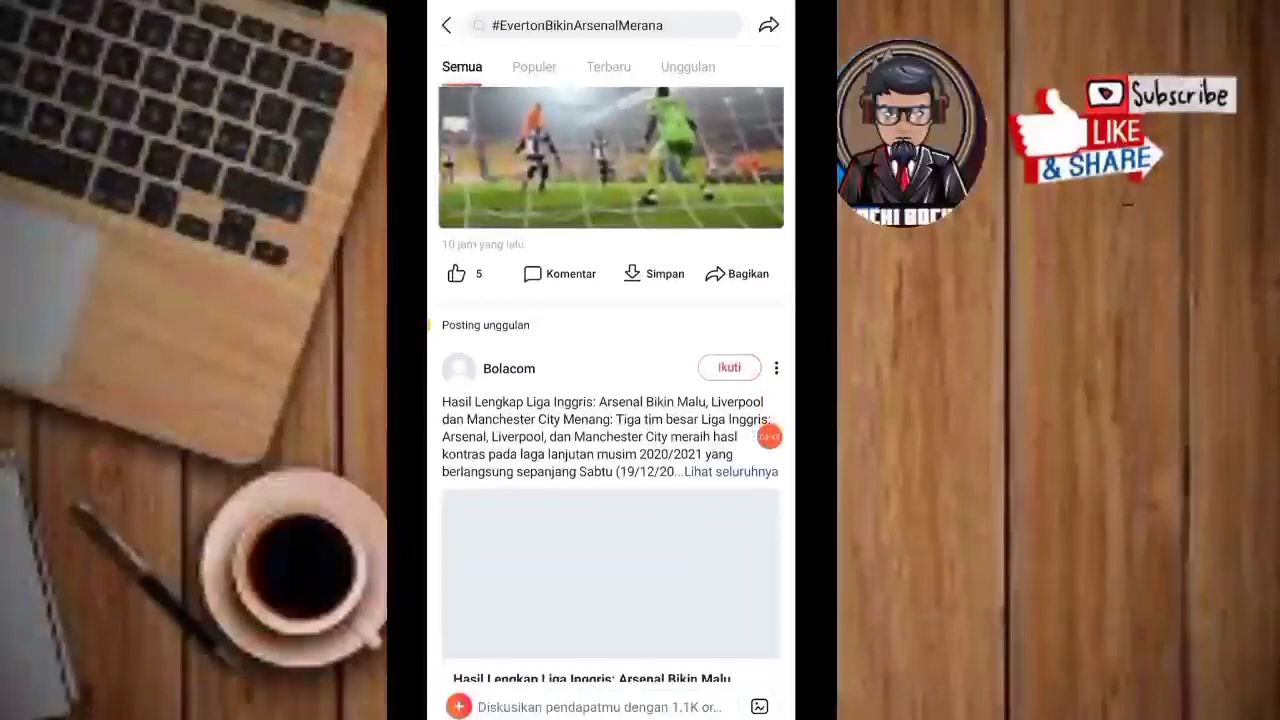 #EvertonBikinArsenalMerana
Semua Populer Terbaru Unggulan
10 jam yang lalu
5 Komentar Simpan Bagikan
Posting unggulan
Bolacom Ikuti
Hasil Lengkap Liga Inggris: Arsenal Bikin Malu, Liverpool
dan Manchester City Menang: Tiga tim besar Liga Inggris:
Arsenal, Liverpool, dan Manchester City meraih hasl
kontras pada laga lanjutan musim 2020/2021 yang
berlangsung sepanjang Sabtu (19/12/20...Lihat seluruhnya
Hasil Lengkap Liga Inggris: Arsenal Bikin Malu
Diskusikan pendapatmu dengan 1.1K or...
Subscribe
LIKE
& SHARE